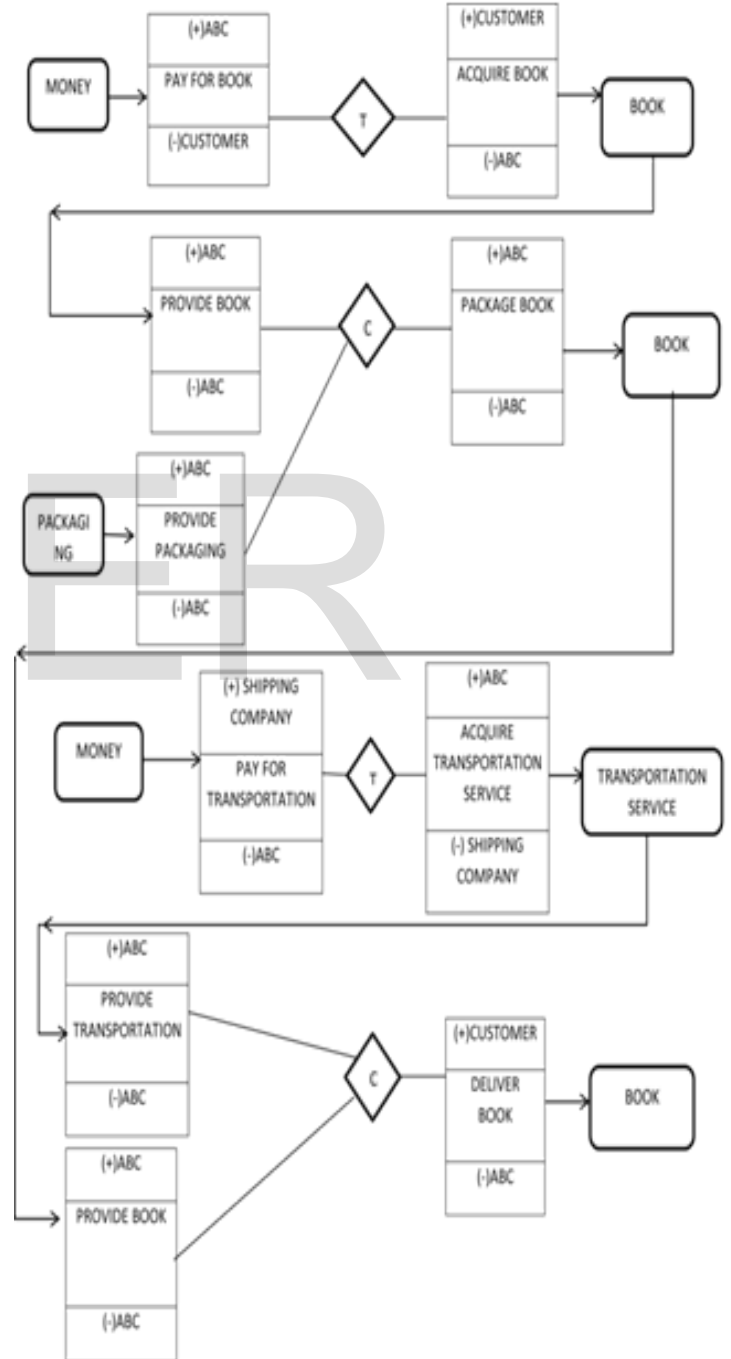 (+)ABC
(+)CUSTOMER
MONEY
PAY FOR BOOK
ACQUIRE BOOK
BOOK
T
(-)CUSTOMER
(-)ABC
(+)ABC
(+)ABC
PROVIDE BOOK
PACKAGE BOOK
C
BOOK
(-)ABC
(-)ABC
(+)ABC
PACKAGI
NG
PROVIDE
PACKAGING
(-)ABC
ER
(+) SHIPPING
COMPANY
(+)ABC
MONEY
PAY FOR
TRANSPORTATION
T
ACQUIRE
TRANSPORTATION
SERVICE
TRANSPORTATION
SERVICE
(-)ABC
(-) SHIPPING
COMPANY
(+)ABC
PROVIDE
TRANSPORTATION
(-)ABC
C
(+)CUSTOMER
DELIVER
BOOK
(-)ABC
BOOK
(+)ABC
PROVIDE BOOK
(-)ABC